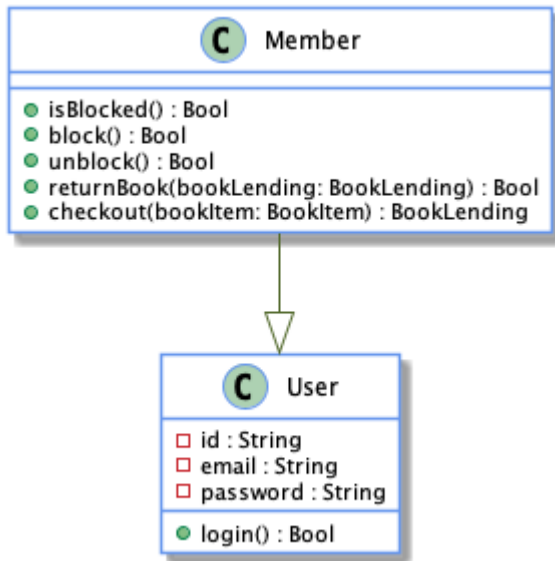 C Member
isBlocked() : Bool
block() : Bool
unblock() : Bool
returnBook(bookLending: BookLending) : Bool
checkout(bookItem: BookItem) : BookLending
C User
id : String
email : String
password : String
login() : Bool